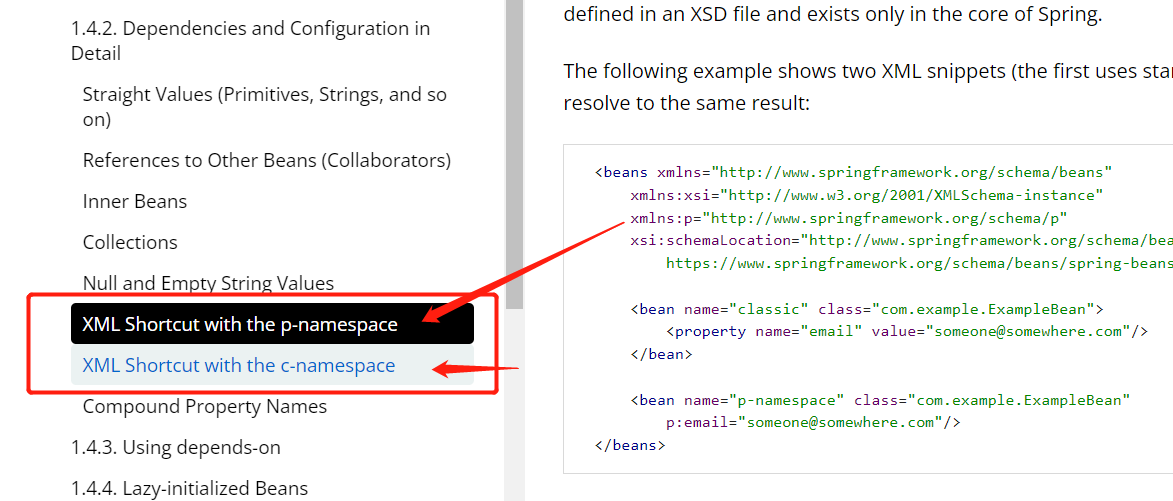 1.4.2. Dependencies and Configuration in
Detail
Straight Values (Primitives, Strings, and so
on)
References to Other Beans (Collaborators)
Inner Beans
Collections
Null and Empty String Values
XML Shortcut with the p-namespace
XML Shortcut with the c-namespace
Compound Property Names
1.4.3. Using depends-on
1.4.4. Lazy-initialized Beans
defined in an XSD file and exists only in the core of Spring.
The following example shows two XML snippets (the first uses
resolve to the same result:
<beans xmlns="http://www.springframework.org/schema/beans"
xmlns:xsi="http://www.w3.org/2001/XMLSchema-instance"
xmlns:p="http://www.springframework.org/schema/p"
xsi:schemaLocation="http://www.springframework.org/schema/bea
https://www.springframework.org/schema/beans/spring-beans
<bean name="classic" class="com.example.ExampleBean">
<property name="email" value="someone@somewhere.com"/>
</bean>
<bean name="p-namespace" class="com.example.ExampleBean"
p:email="someone@somewhere.com"/>
</beans>